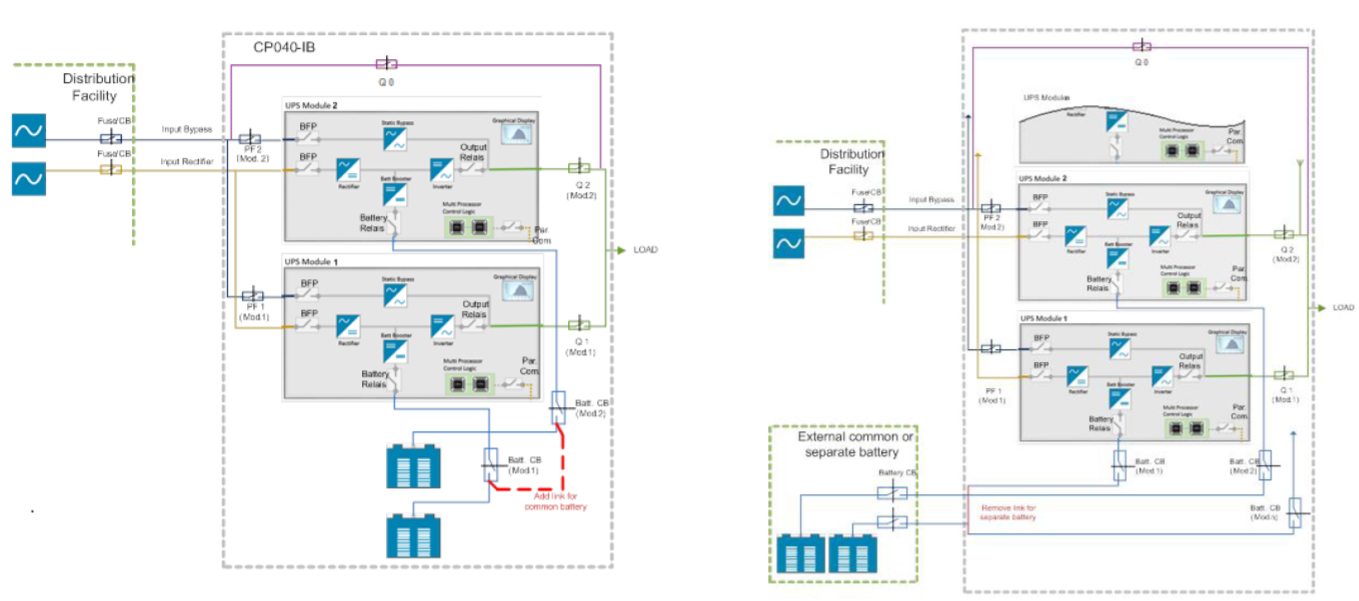 CP040-IB
Q 0
Distribution
Facility
Fuse/CB
Input Bypass
PF2
(Mod. 2)
Fuse/CB
Input Rectifier
UPS Module 2
BFP
Static Bypass
Graphical Display
BFP
Output
Relais
Rectifier
Batt Booster
Inverter
Battery
Relais
Multi Processor
Control Logic
Par.
Com.
Q 2
(Mod.2)
LOAD
UPS Module 1
PF 1
(Mod.1)
BFP
Static Bypass
Graphical Display
BFP
Output
Relais
Rectifier
Batt Booster
Inverter
Battery
Relais
Multi Processor
Control Logic
Par.
Com.
Q 1
(Mod.1)
Batt. CB
(Mod.2)
Batt. CB
(Mod.1)
Add link for
common battery
Q 0
UPS Module
Rectifier
Multi Processor
Control Logic
Par.
Com.
Distribution
Facility
Fuse/CB
Input Bypass
PF 2
Mod.2)
Fuse/CB
Input Rectifier
UPS Module 2
BFP
Static Bypass
Graphical Display
BFP
Output
Relais
Rectifier
Batt Booster
Inverter
Battery
Relais
Multi Processor
Control Logic
Par.
Com.
Q 2
(Mod.2)
LOAD
UPS Module 1
BFP
Static Bypass
Graphical Display
BFP
Output
Relais
PF 1
(Mod 1)
Rectifier
Batt Booster
Inverter
Battery
Relais
Multi Processor
Control Logic
Par.
Com.
Q 1
(Mod.1)
External common or
separate battery
Battery CB
Batt. CB
(Mod.1)
Batt. CB
(Mod.2)
Remove link for
separate battery
Batt. CB
(Mod.n)